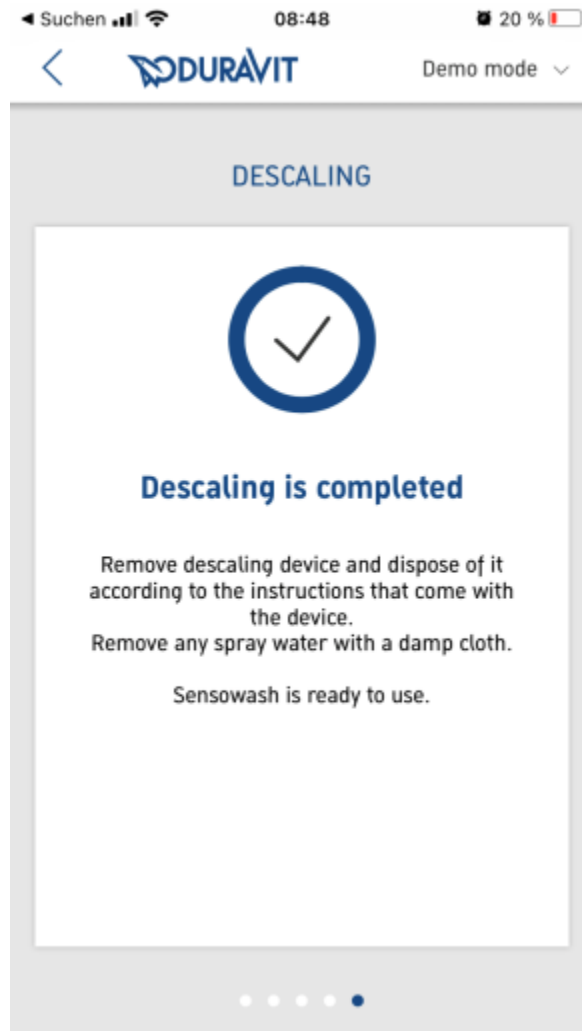 Suchen 08:48 20 %
DURAVIT Demo mode
DESCALING
Descaling is completed
Remove descaling device and dispose of it
according to the instructions that come with
the device.
Remove any spray water with a damp cloth.
Sensowash is ready to use.